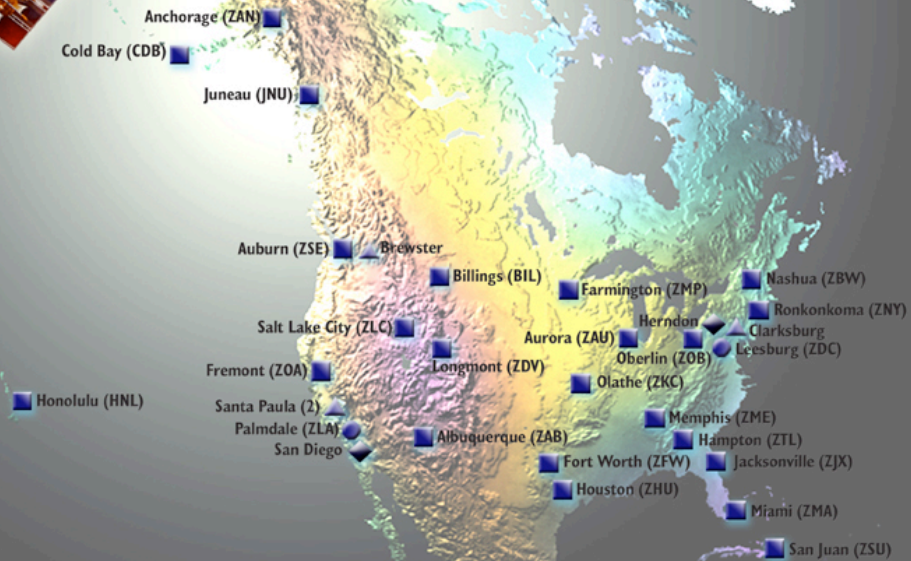 Anchorage (ZAN)
Cold Bay (CDB)
Juneau (JNU)
Auburn (ZSE)
Brewster
Billings (BIL)
Farmington (ZMP)
Nashua (ZBW)
Ronkonkoma (ZNY)
Herndon
Clarksburg
Salt Lake City (ZLC)
Aurora (ZAU)
Oberlin (ZOB)
Leesburg (ZDC)
Longmont (ZDV)
Fremont (ZOA)
Olathe (ZKC)
Honolulu (HNL)
Santa Paula (2)
Memphis (ZME)
Palmdale (ZLA)
Albuquerque (ZAB)
Hampton (ZTL)
San Diego
Fort Worth (ZFW)
Jacksonville (ZJX)
Houston (ZHU)
Miami (ZMA)
San Juan (ZSU)